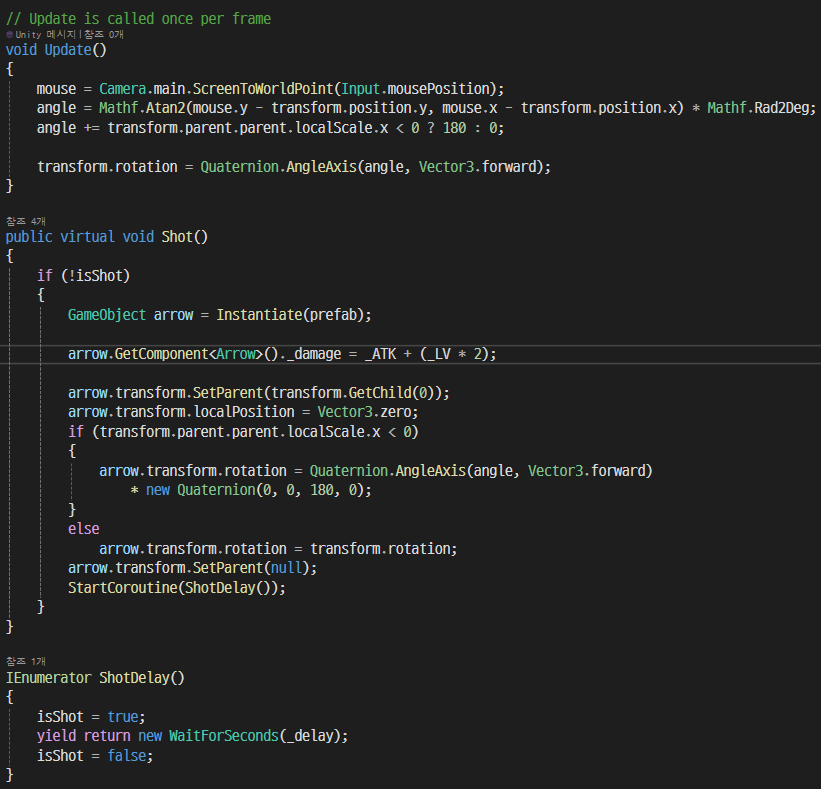 // Update is called once per frame
Unity 메시지 | 참조 0개
void Update()
{
mouse = Camera.main.ScreenToWorldPoint(Input.mousePosition);
angle = Mathf.Atan2(mouse.y - transform.position.y, mouse.x - transform.position.x) * Mathf.Rad2Deg;
angle += transform.parent.parent.localScale.x < 0 ? 180 : 0;
transform.rotation = Quaternion.AngleAxis(angle, Vector3.forward);
}
참조 4개
public virtual void Shot()
{
if (!isShot)
{
GameObject arrow = Instantiate(prefab);
arrow.GetComponent<Arrow>()._damage = _ATK + (_LV * 2);
arrow.transform.SetParent(transform.GetChild(0));
arrow.transform.localPosition = Vector3.zero;
if (transform.parent.parent.localScale.x < 0)
{
arrow.transform.rotation = Quaternion.AngleAxis(angle, Vector3.forward)
* new Quaternion(0, 0, 180, 0);
}
else
arrow.transform.rotation = transform.rotation;
arrow.transform.SetParent(null);
StartCoroutine(ShotDelay());
}
}
참조 1개
IEnumerator ShotDelay()
{
isShot = true;
yield return new WaitForSeconds(_delay);
isShot = false;
}